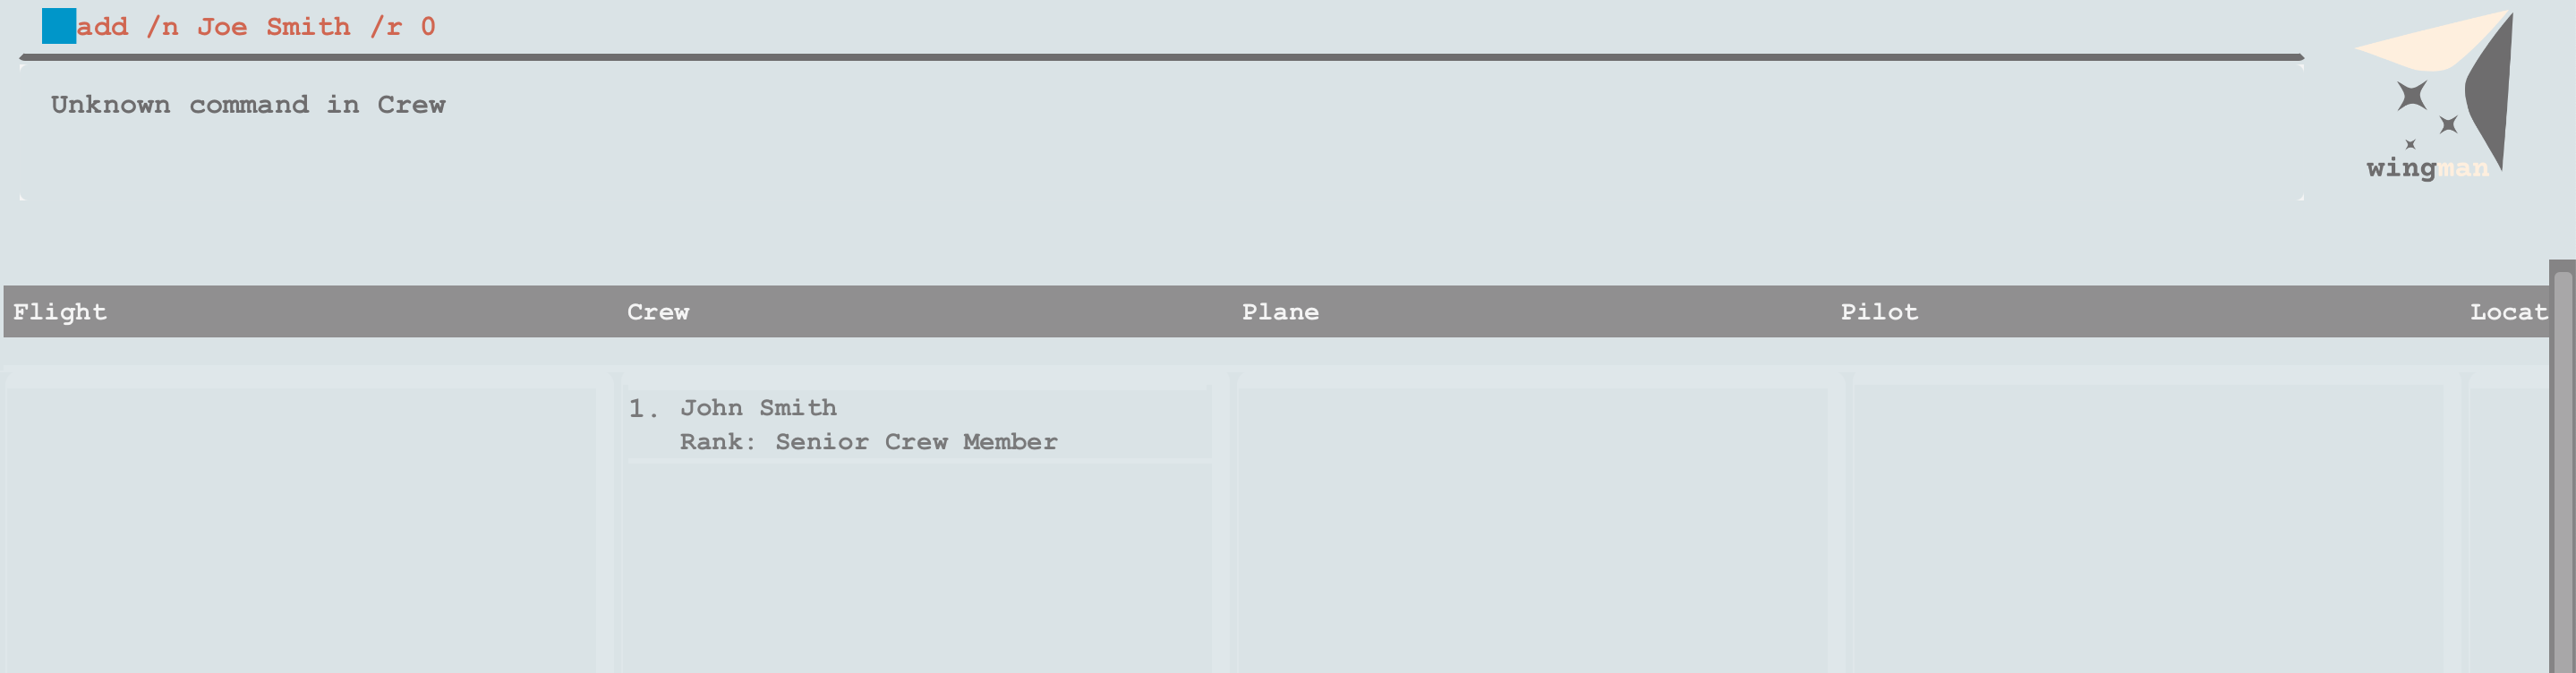 add /n Joe Smith /r 0
Unknown command in Crew
wingman
Flight Crew Plane Pilot Locat
1. John Smith
Rank: Senior Crew Member